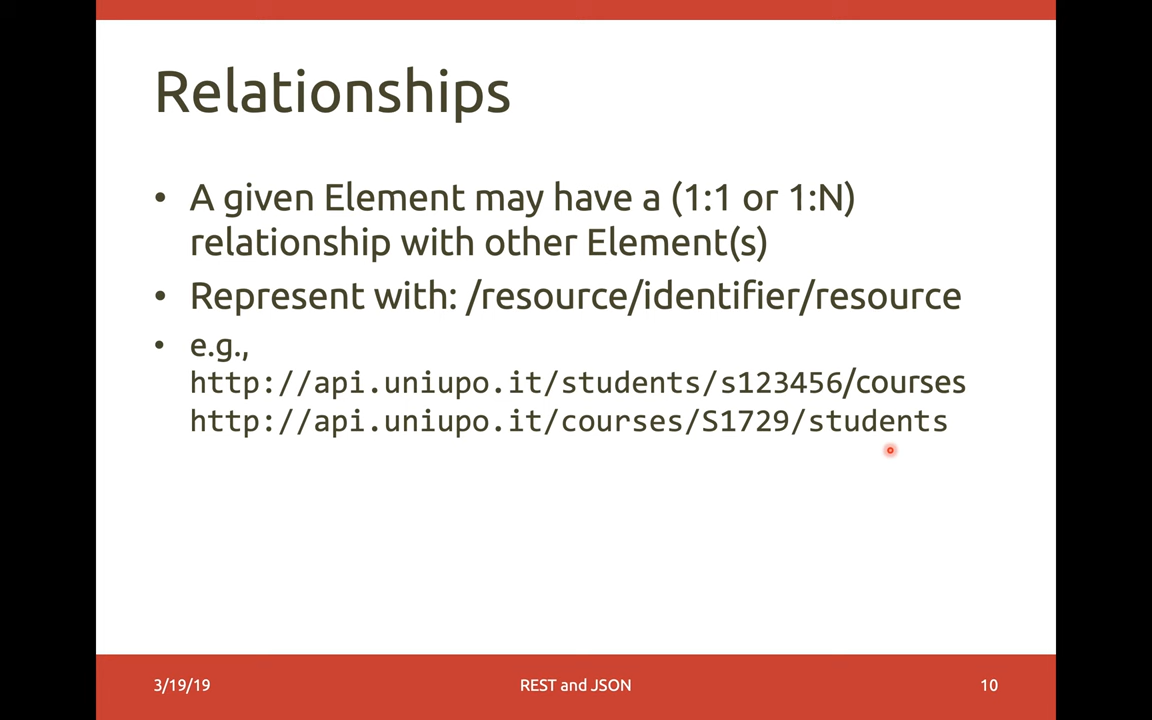 Relationships
• A given Element may have a (1:1 or 1:N)
relationship with other Element(s)
• Represent with: /resource/identifier/resource
• e.g.,
http://api.uniupo.it/students/s123456/courses
http://api.uniupo.it/courses/S1729/students
3/19/19
REST and JSON
10